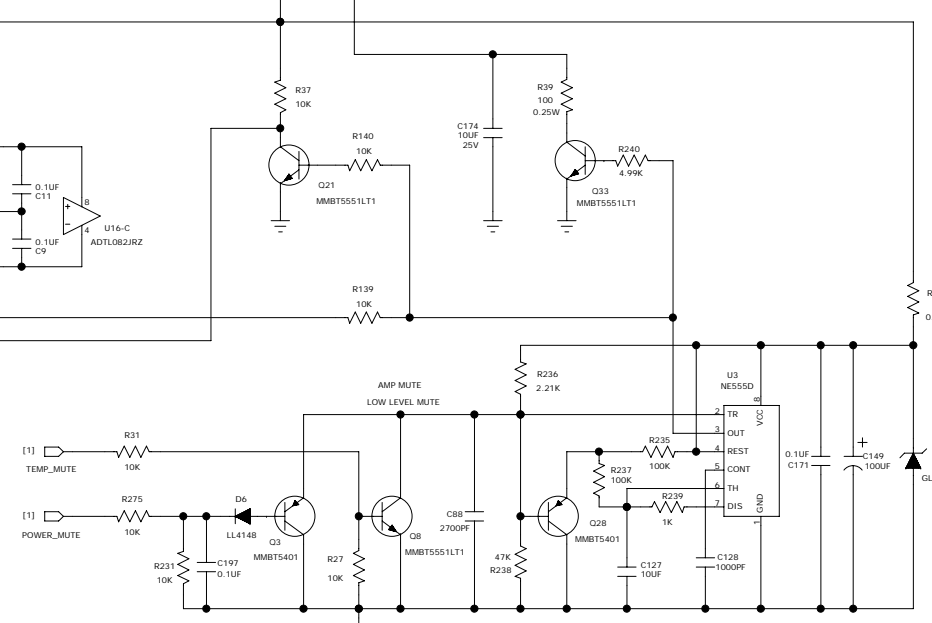 R37
10K
R39
100
0.25W
C174
10UF
25V
R140
10K
R240
4.99K
Q21
MMBT5551LT1
Q33
MMBT5551LT1
0.1UF
C11
8
+
−
4
U16-C
ADTL082JRZ
0.1UF
C9
R139
10K
R
0
R236
2.21K
U3
NE555D
AMP MUTE
LOW LEVEL MUTE
8
VCC
2 TR
3 OUT
4 REST
5 CONT
6 TH
7 DIS
GND
1
[1]
TEMP_MUTE
R31
10K
R235
100K
R237
100K
R239
1K
0.1UF
C171
+
C149
100UF
GL
[1]
POWER_MUTE
R275
10K
D6
LL4148
Q3
MMBT5401
Q8
MMBT5551LT1
C88
2700PF
Q28
MMBT5401
R231
10K
C197
0.1UF
R27
10K
47K
R238
C127
10UF
C128
1000PF